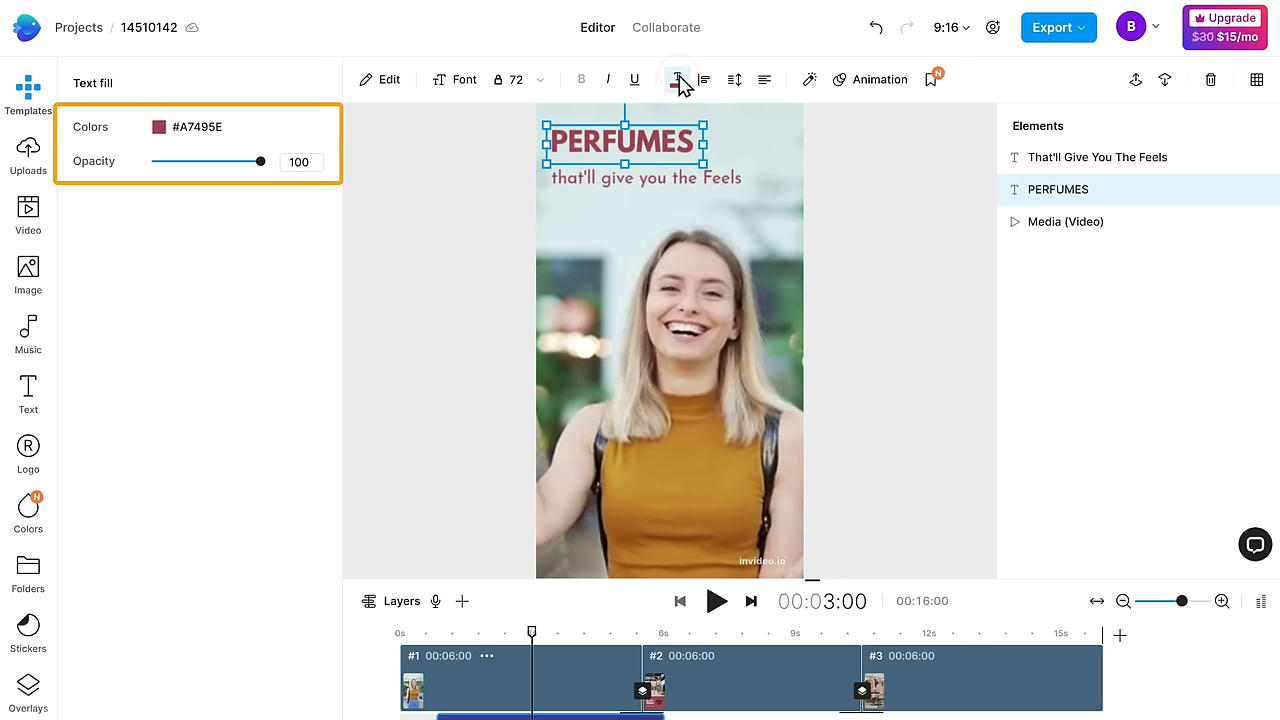 Projects / 14510142
Editor
Collaborate
9:16
Export
B
Upgrade
$30 $15/mo
Templates
Uploads
Video
Image
Music
Text
R
Logo
N
Colors
Folders
Stickers
Overlays
Text fill
Colors
#A7495E
Opacity
100
Edit
Font
72
B
I
U
Animation
N
PERFUMES
that'll give you the Feels
invideo.io
Elements
That'll Give You The Feels
PERFUMES
Media (Video)
Layers
00:03:00
00:16:00
0s
6s
9s
12s
15s
#1 00:06:00
#2 00:06:00
#3 00:06:00